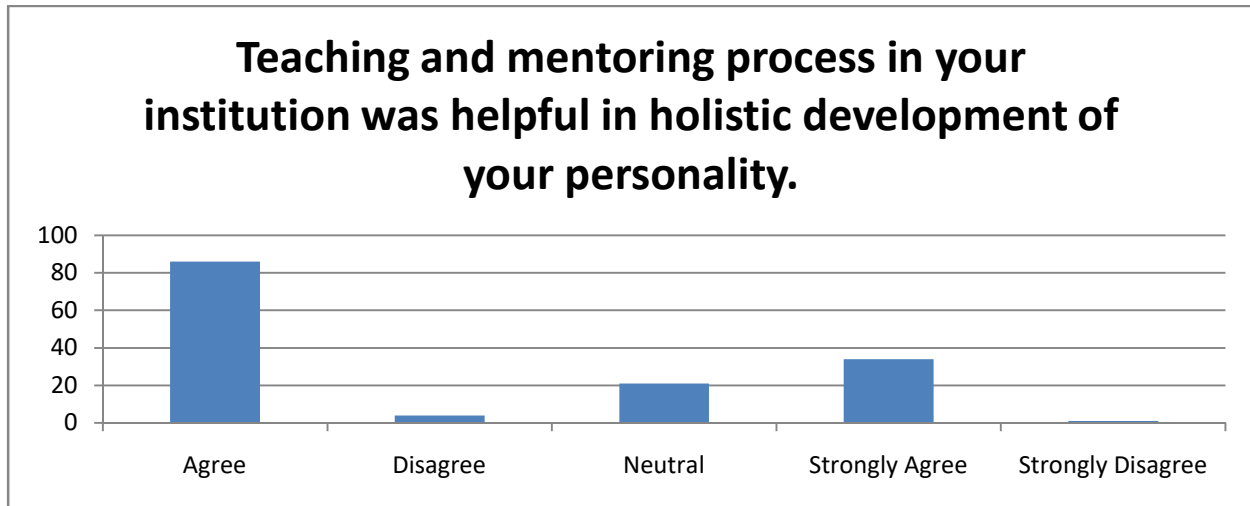 Teaching and mentoring process in your
institution was helpful in holistic development of
your personality.
100
80
60
40
20
0
Agree Disagree Neutral Strongly Agree Strongly Disagree